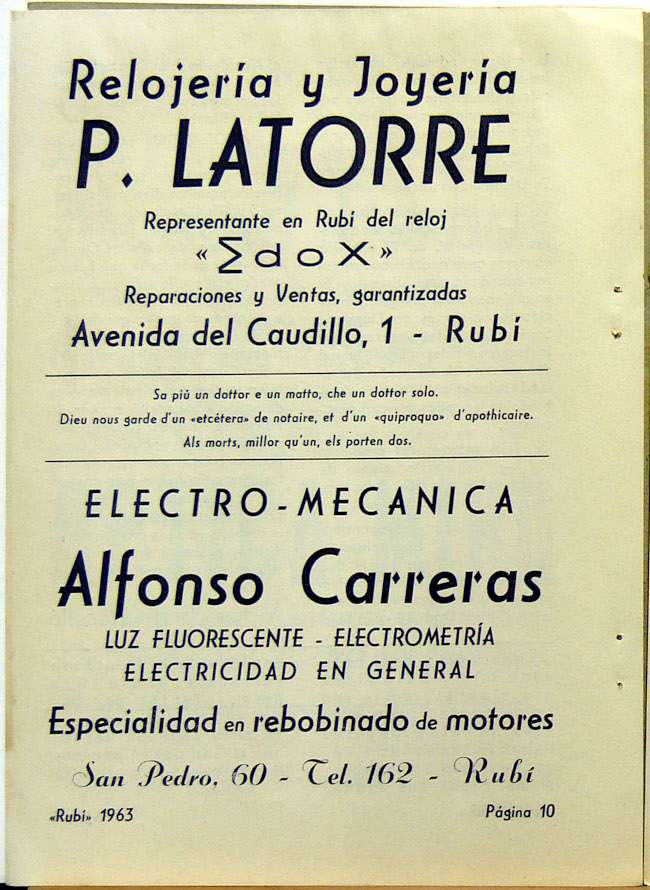 Relojería y Joyería
P. LATORRE
Representante en Rubí del reloj
«Σdox»
Reparaciones y Ventas, garantizadas
Avenida del Caudillo, 1 - Rubí
Sa più un dottor e un matto, che un dottor solo.
Dieu nous garde d'un «etcétera» de notaire, et d'un «quiproquo» d'apothicaire.
Als morts, millor qu'un, els porten dos.
ELECTRO-MECANICA
Alfonso Carreras
LUZ FLUORESCENTE - ELECTROMETRÍA
ELECTRICIDAD EN GENERAL
Especialidad en rebobinado de motores
San Pedro, 60 - Tel. 162 - Rubí
«Rubí» 1963 Página 10